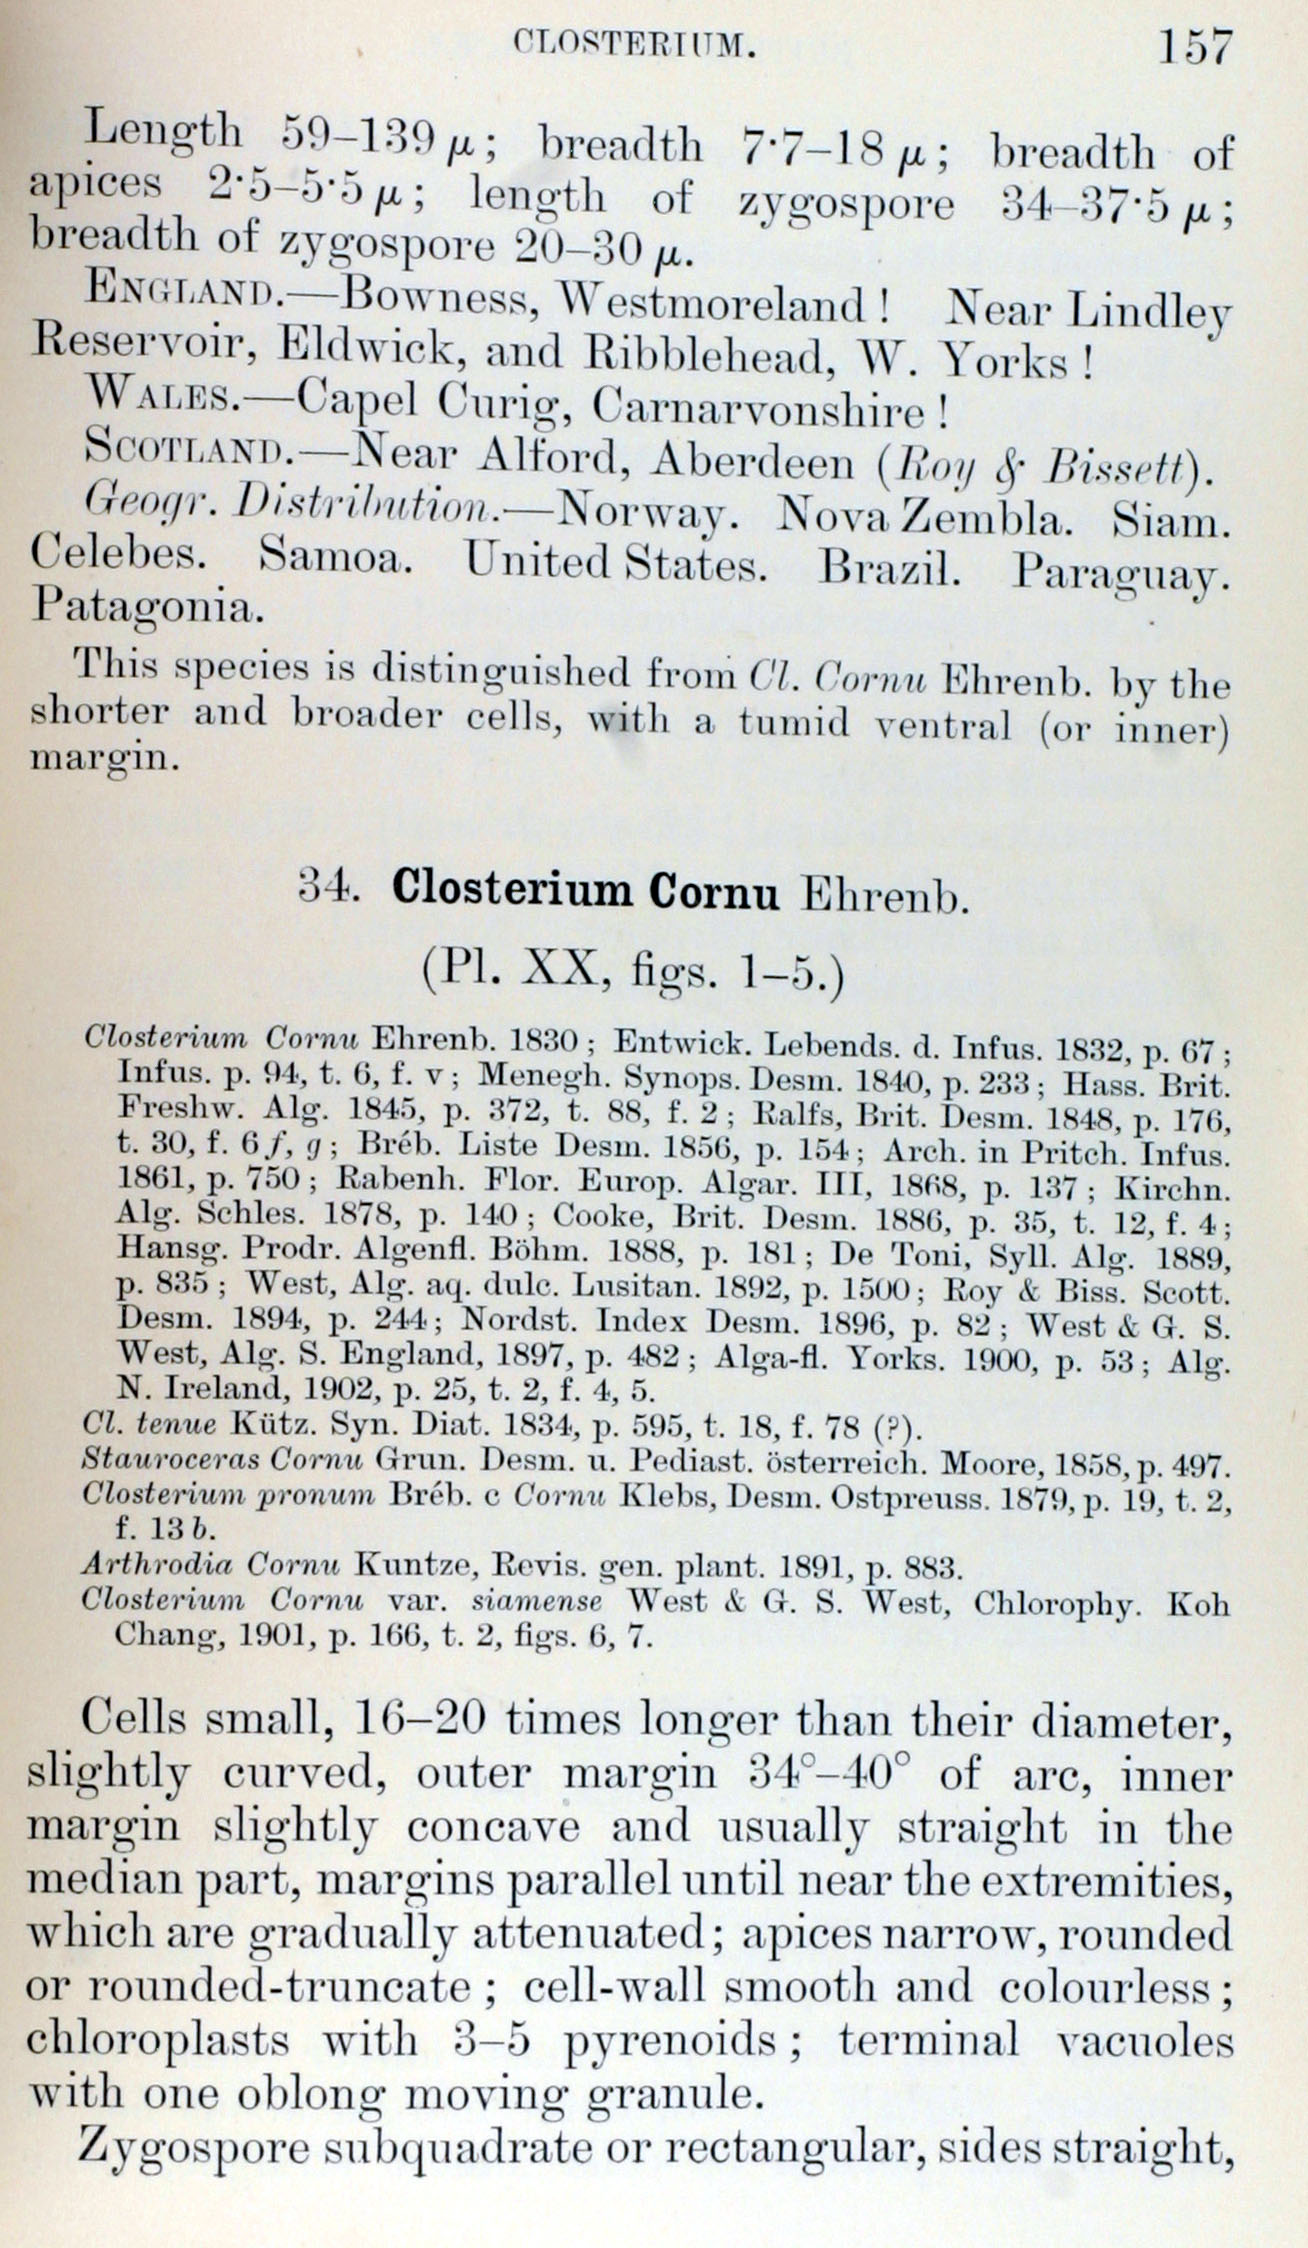 CLOSTERIUM. 157
Length 59–139 μ; breadth 7·7–18 μ; breadth of
apices 2·5–5·5 μ; length of zygospore 34–37·5 μ;
breadth of zygospore 20–30 μ.
ENGLAND.—Bowness, Westmoreland! Near Lindley
Reservoir, Eldwick, and Ribblehead, W. Yorks!
WALES.—Capel Curig, Carnarvonshire!
SCOTLAND.—Near Alford, Aberdeen (Roy & Bissett).
Geogr. Distribution.—Norway. Nova Zembla. Siam.
Celebes. Samoa. United States. Brazil. Paraguay.
Patagonia.
This species is distinguished from Cl. Cornu Ehrenb. by the
shorter and broader cells, with a tumid ventral (or inner)
margin.
34. Closterium Cornu Ehrenb.
(Pl. XX, figs. 1–5.)
Closterium Cornu Ehrenb. 1830; Entwick. Lebends. d. Infus. 1832, p. 67;
Infus. p. 94, t. 6, f. v; Menegh. Synops. Desm. 1840, p. 233; Hass. Brit.
Freshw. Alg. 1845, p. 372, t. 88, f. 2; Ralfs, Brit. Desm. 1848, p. 176,
t. 30, f. 6 f, g; Bréb. Liste Desm. 1856, p. 154; Arch. in Pritch. Infus.
1861, p. 750; Rabenh. Flor. Europ. Algar. III, 1868, p. 137; Kirchn.
Alg. Schles. 1878, p. 140; Cooke, Brit. Desm. 1886, p. 35, t. 12, f. 4;
Hansg. Prodr. Algenfl. Böhm. 1888, p. 181; De Toni, Syll. Alg. 1889,
p. 835; West, Alg. aq. dulc. Lusitan. 1892, p. 1500; Roy & Biss. Scott.
Desm. 1894, p. 244; Nordst. Index Desm. 1896, p. 82; West & G. S.
West, Alg. S. England, 1897, p. 482; Alga-fl. Yorks. 1900, p. 53; Alg.
N. Ireland, 1902, p. 25, t. 2, f. 4, 5.
Cl. tenue Kütz. Syn. Diat. 1834, p. 595, t. 18, f. 78 (?).
Stauroceras Cornu Grun. Desm. u. Pediast. österreich. Moore, 1858, p. 497.
Closterium pronum Bréb. c Cornu Klebs, Desm. Ostpreuss. 1879, p. 19, t. 2,
f. 13 b.
Arthrodia Cornu Kuntze, Revis. gen. plant. 1891, p. 883.
Closterium Cornu var. siamense West & G. S. West, Chlorophy. Koh
Chang, 1901, p. 166, t. 2, figs. 6, 7.
Cells small, 16–20 times longer than their diameter,
slightly curved, outer margin 34°–40° of arc, inner
margin slightly concave and usually straight in the
median part, margins parallel until near the extremities,
which are gradually attenuated; apices narrow, rounded
or rounded-truncate; cell-wall smooth and colourless;
chloroplasts with 3–5 pyrenoids; terminal vacuoles
with one oblong moving granule.
Zygospore subquadrate or rectangular, sides straight,